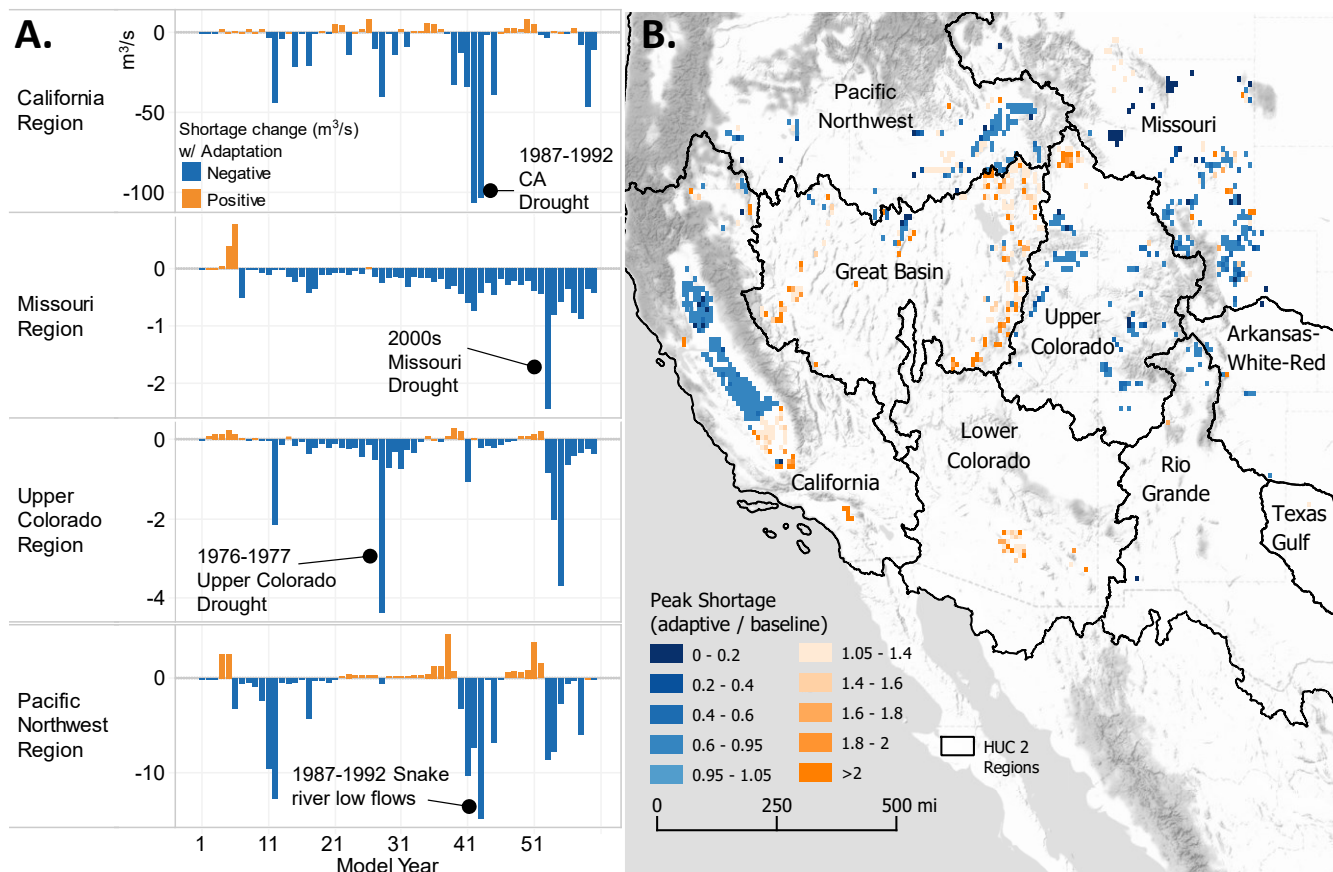 A.
m³/s
0
-50
-100
California
Region
Shortage change (m³/s)
w/ Adaptation
Negative
Positive
1987-1992
CA
Drought
0
-1
-2
Missouri
Region
2000s
Missouri
Drought
0
-2
-4
Upper
Colorado
Region
1976-1977
Upper Colorado
Drought
0
-10
Pacific
Northwest
Region
1987-1992 Snake
river low flows
1 11 21 31 41 51
Model Year
B.
Pacific
Northwest
Missouri
Great Basin
Upper
Colorado
Arkansas-
White-Red
Lower
Colorado
California
Rio
Grande
Texas
Gulf
Peak Shortage
(adaptive / baseline)
0 - 0.2
0.2 - 0.4
0.4 - 0.6
0.6 - 0.95
0.95 - 1.05
1.05 - 1.4
1.4 - 1.6
1.6 - 1.8
1.8 - 2
>2
HUC 2
Regions
0 250 500 mi